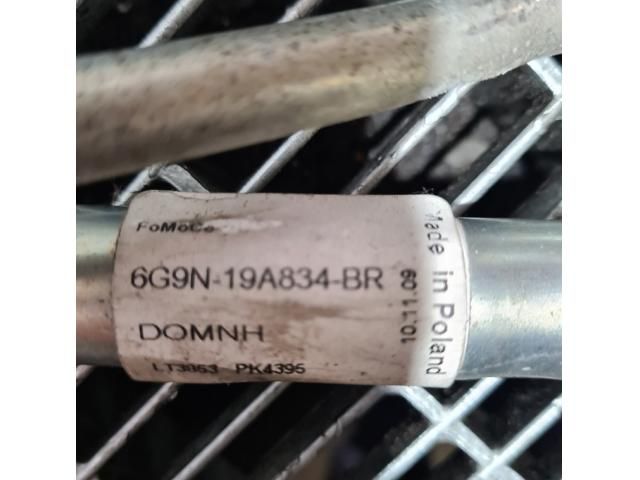 FoMoCo
6G9N-19A834-BR
DOMNH
LT3853 PK4395
10.11.09
Made in Poland